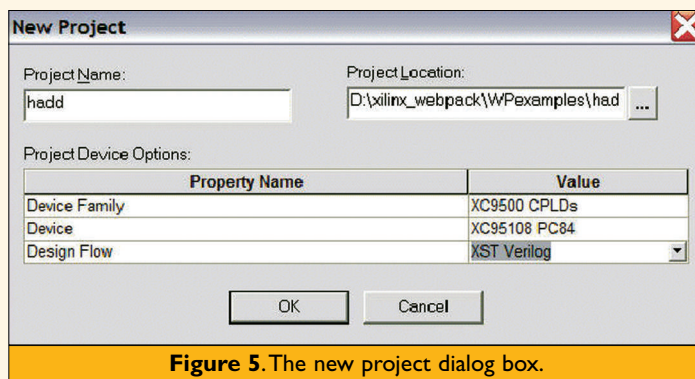 New Project
Project Name:
Project Location:
hadd
D:\xilinx_webpack\WPexamples\had
...
Project Device Options:
Property Name
Value
Device Family
XC9500 CPLDs
Device
XC95108 PC84
Design Flow
XST Verilog
OK
Cancel
Figure 5. The new project dialog box.